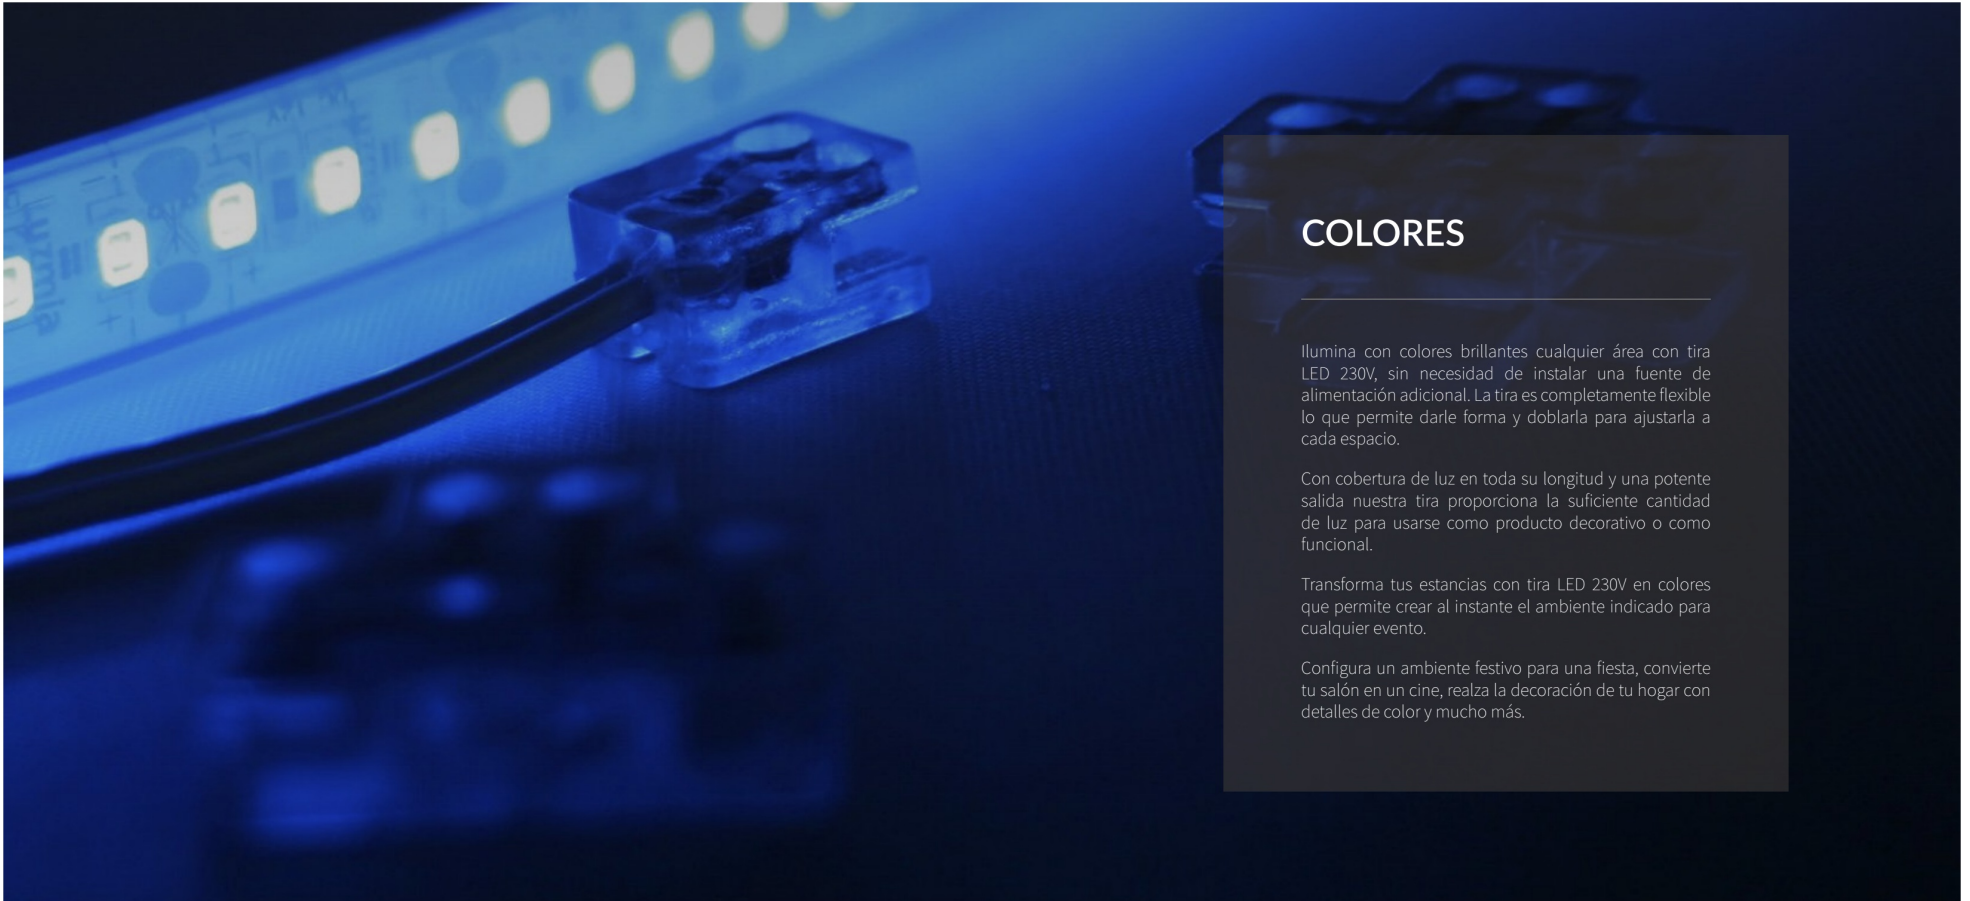 COLORES
Ilumina con colores brillantes cualquier área con tira
LED 230V, sin necesidad de instalar una fuente de
alimentación adicional. La tira es completamente flexible
lo que permite darle forma y doblarla para ajustarla a
cada espacio.
Con cobertura de luz en toda su longitud y una potente
salida nuestra tira proporciona la suficiente cantidad
de luz para usarse como producto decorativo o como
funcional.
Transforma tus estancias con tira LED 230V en colores
que permite crear al instante el ambiente indicado para
cualquier evento.
Configura un ambiente festivo para una fiesta, convierte
tu salón en un cine, realza la decoración de tu hogar con
detalles de color y mucho más.